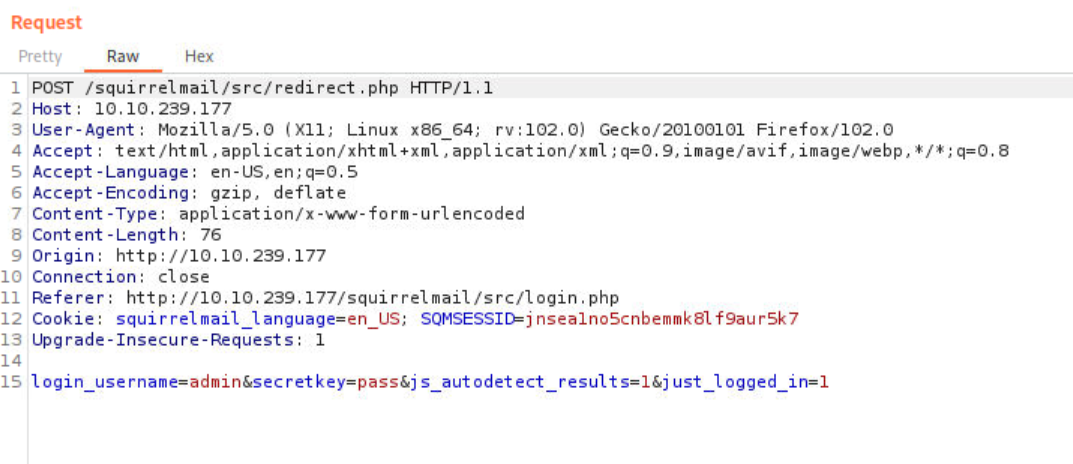 Request
Pretty Raw Hex
1 POST /squirrelmail/src/redirect.php HTTP/1.1
2 Host: 10.10.239.177
3 User-Agent: Mozilla/5.0 (X11; Linux x86_64; rv:102.0) Gecko/20100101 Firefox/102.0
4 Accept: text/html,application/xhtml+xml,application/xml;q=0.9,image/avif,image/webp,*/*;q=0.8
5 Accept-Language: en-US,en;q=0.5
6 Accept-Encoding: gzip, deflate
7 Content-Type: application/x-www-form-urlencoded
8 Content-Length: 76
9 Origin: http://10.10.239.177
10 Connection: close
11 Referer: http://10.10.239.177/squirrelmail/src/login.php
12 Cookie: squirrelmail_language=en_US; SQMSESSID=jnsea1no5cnbemmk8lf9aur5k7
13 Upgrade-Insecure-Requests: 1
14
15 login_username=admin&secretkey=pass&js_autodetect_results=1&just_logged_in=1